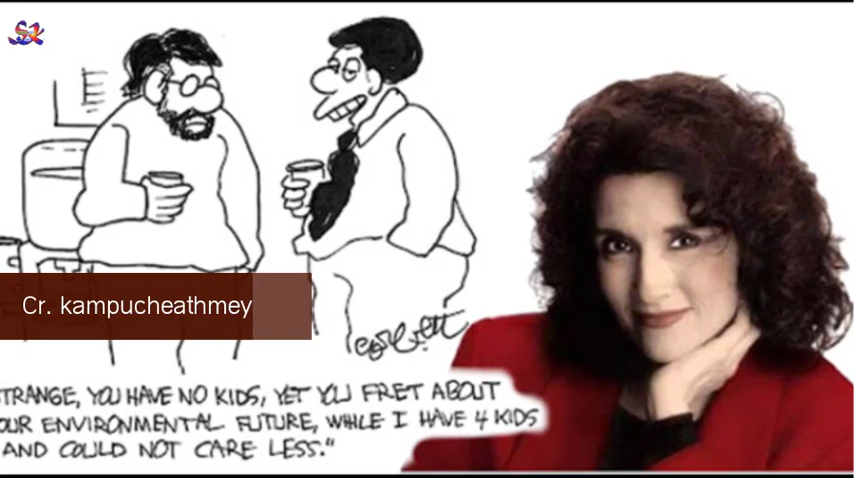 Cr. kampucheathmey
STRANGE, YOU HAVE NO KIDS, YET YOU FRET ABOUT
OUR ENVIRONMENTAL FUTURE, WHILE I HAVE 4 KIDS
AND COULD NOT CARE LESS."